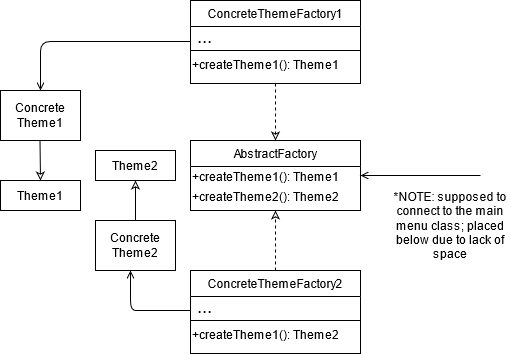 ConcreteThemeFactory1
...
+createTheme1(): Theme1
Concrete
Theme1
Theme1
Theme2
AbstractFactory
+createTheme1(): Theme1
+createTheme2(): Theme2
*NOTE: supposed to
connect to the main
menu class; placed
below due to lack of
space
Concrete
Theme2
ConcreteThemeFactory2
...
+createTheme1(): Theme2